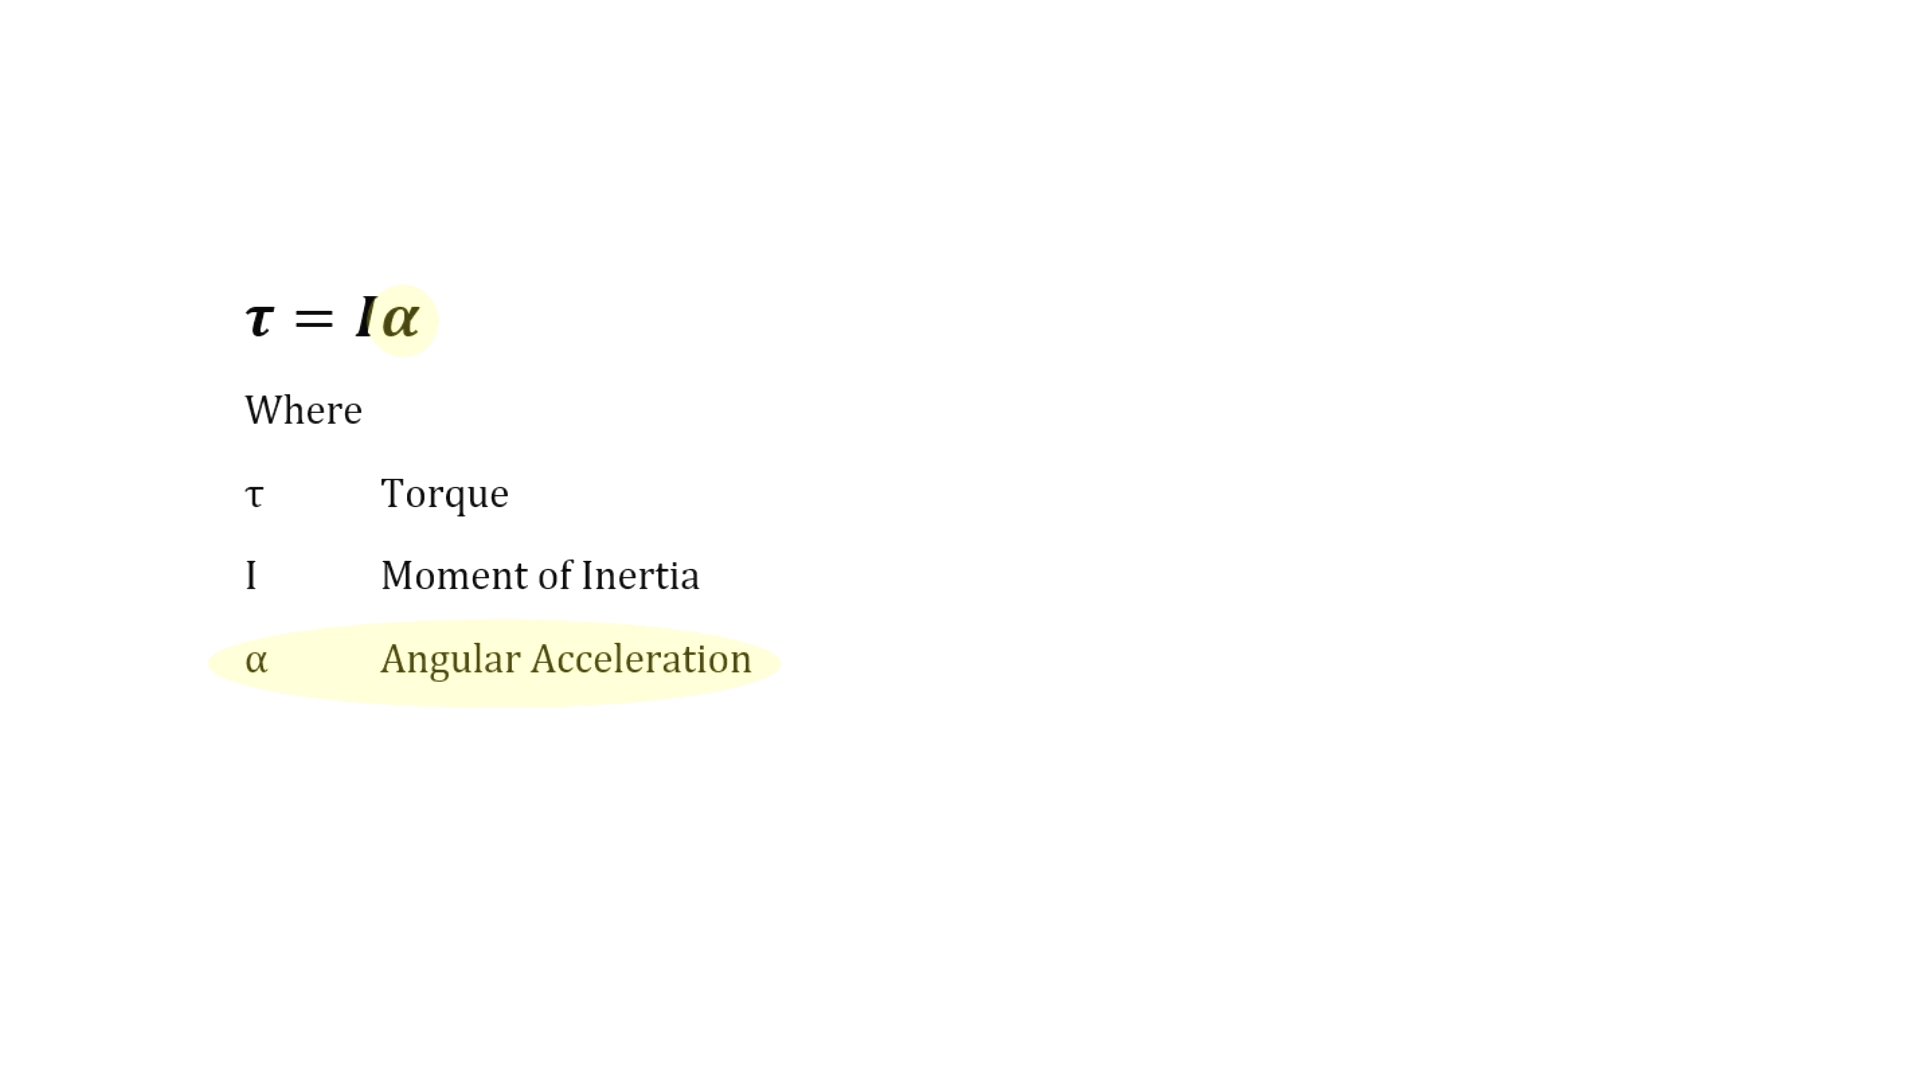 τ = Iα
Where
τ Torque
I Moment of Inertia
α Angular Acceleration